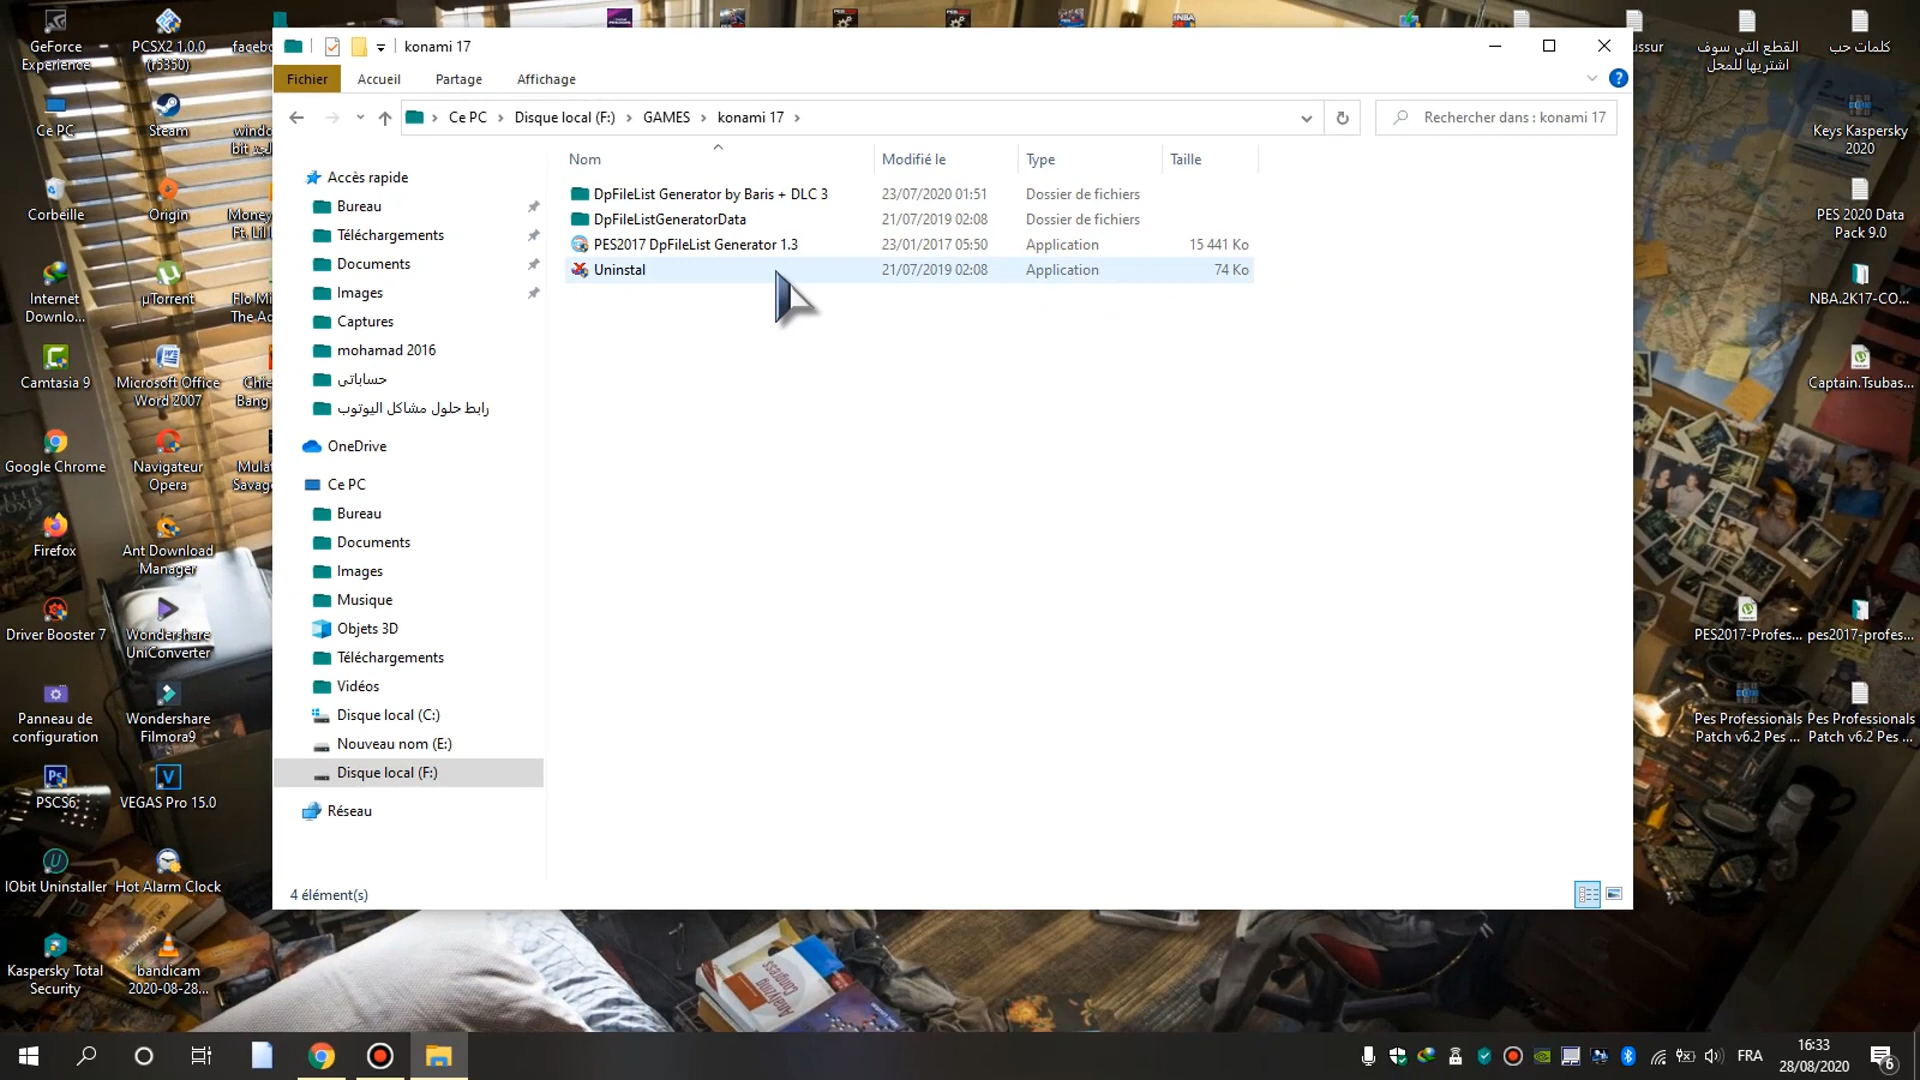 konami 17
Fichier
Accueil
Partage
Affichage
Ce PC
Disque local (F:)
GAMES
konami 17
Rechercher dans : konami 17
Nom
Modifié le
Type
Taille
DpFileList Generator by Baris + DLC 3
23/07/2020 01:51
Dossier de fichiers
DpFileListGeneratorData
21/07/2019 02:08
Dossier de fichiers
PES2017 DpFileList Generator 1.3
23/01/2017 05:50
Application
15 441 Ko
Uninstal
21/07/2019 02:08
Application
74 Ko
Accès rapide
Bureau
Téléchargements
Documents
Images
Captures
mohamad 2016
حساباتى
رابط حلول مشاكل اليوتوب
OneDrive
Ce PC
Bureau
Documents
Images
Musique
Objets 3D
Téléchargements
Vidéos
Disque local (C:)
Nouveau nom (E:)
Disque local (F:)
Réseau
4 élément(s)
GeForce
Experience
PCSX2 1.0.0
(r5350)
Ce PC
Steam
Corbeille
Origin
Internet
Downlo...
µTorrent
Camtasia 9
Microsoft Office
Word 2007
Google Chrome
Navigateur
Opera
Firefox
Ant Download
Manager
Driver Booster 7
Wondershare
UniConverter
Panneau de
configuration
Wondershare
Filmora9
PSCS6
VEGAS Pro 15.0
IObit Uninstaller
Hot Alarm Clock
Kaspersky Total
Security
bandicam
2020-08-28...
القطع التي سوف
اشتريها للمحل
كلمات حب
Keys Kaspersky
2020
PES 2020 Data
Pack 9.0
NBA.2K17-CO...
Captain.Tsubas...
PES2017-Profes...
pes2017-profes...
Pes Professionals
Patch v6.2 Pes ...
Pes Professionals
Patch v6.2 Pes ...
Analyzing
Congress
FRA
16:33
28/08/2020
6